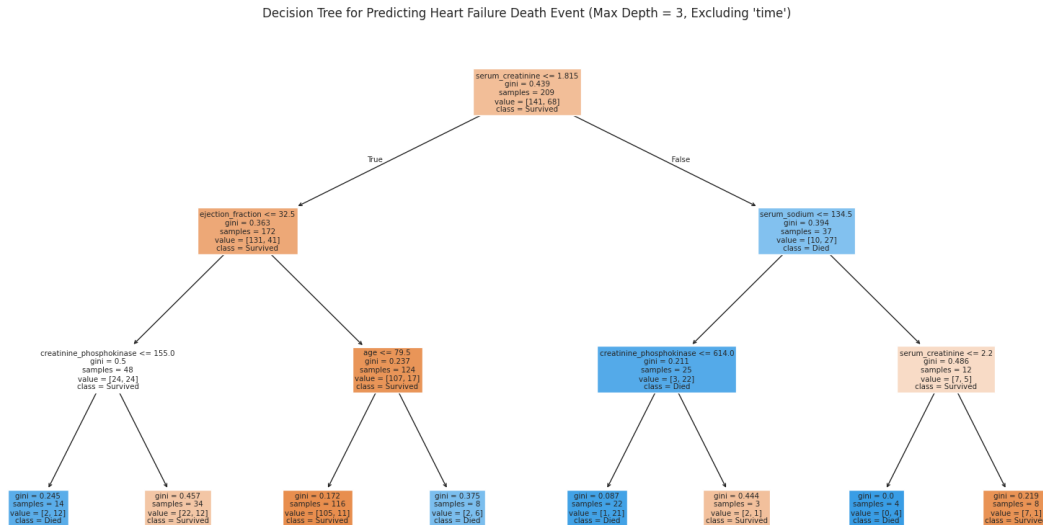 Decision Tree for Predicting Heart Failure Death Event (Max Depth = 3, Excluding 'time')
serum_creatinine <= 1.815
gini = 0.439
samples = 209
value = [141, 68]
class = Survived
True
False
ejection_fraction <= 32.5
gini = 0.363
samples = 172
value = [131, 41]
class = Survived
serum_sodium <= 134.5
gini = 0.394
samples = 37
value = [10, 27]
class = Died
creatinine_phosphokinase <= 155.0
gini = 0.5
samples = 48
value = [24, 24]
class = Survived
age <= 79.5
gini = 0.237
samples = 124
value = [107, 17]
class = Survived
creatinine_phosphokinase <= 614.0
gini = 0.211
samples = 25
value = [3, 22]
class = Died
serum_creatinine <= 2.2
gini = 0.486
samples = 12
value = [7, 5]
class = Survived
gini = 0.245
samples = 14
value = [2, 12]
class = Died
gini = 0.457
samples = 34
value = [22, 12]
class = Survived
gini = 0.172
samples = 116
value = [105, 11]
class = Survived
gini = 0.375
samples = 8
value = [2, 6]
class = Died
gini = 0.087
samples = 22
value = [1, 21]
class = Died
gini = 0.444
samples = 3
value = [2, 1]
class = Survived
gini = 0.0
samples = 4
value = [0, 4]
class = Died
gini = 0.219
samples = 8
value = [7, 1]
class = Survived